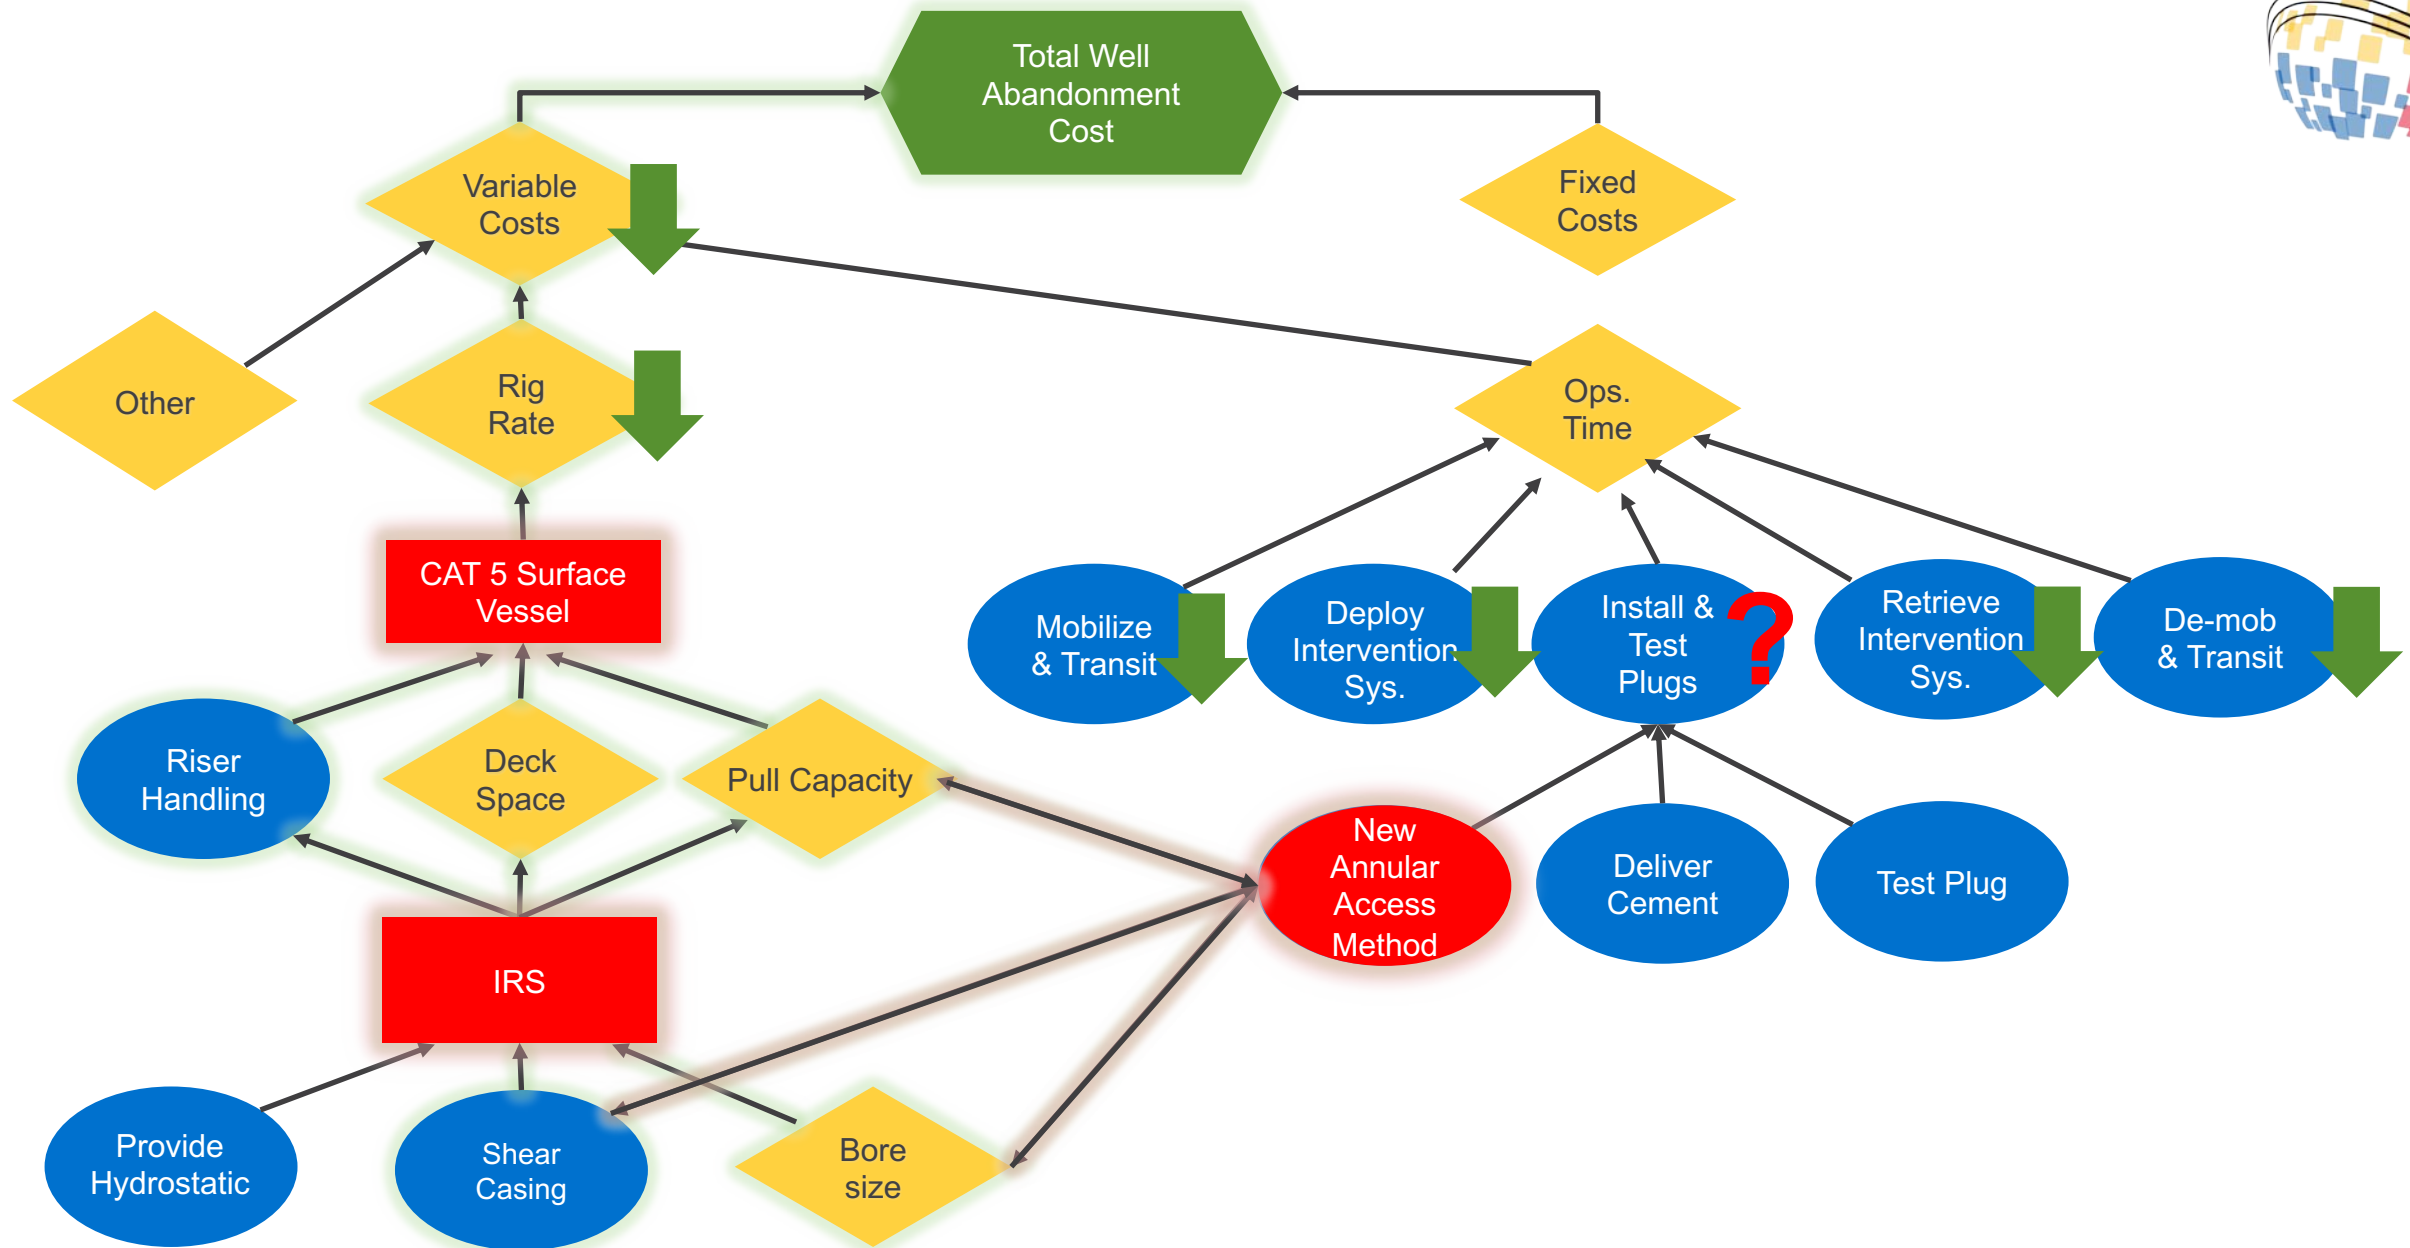 Total Well
Abandonment
Cost
Variable
Costs
Fixed
Costs
Other
Rig
Rate
Ops.
Time
CAT 5 Surface
Vessel
Mobilize
& Transit
Deploy
Intervention
Sys.
Install &
Test
Plugs
?
Retrieve
Intervention
Sys.
De-mob
& Transit
Riser
Handling
Deck
Space
Pull Capacity
New
Annular
Access
Method
Deliver
Cement
Test Plug
IRS
Provide
Hydrostatic
Shear
Casing
Bore
size